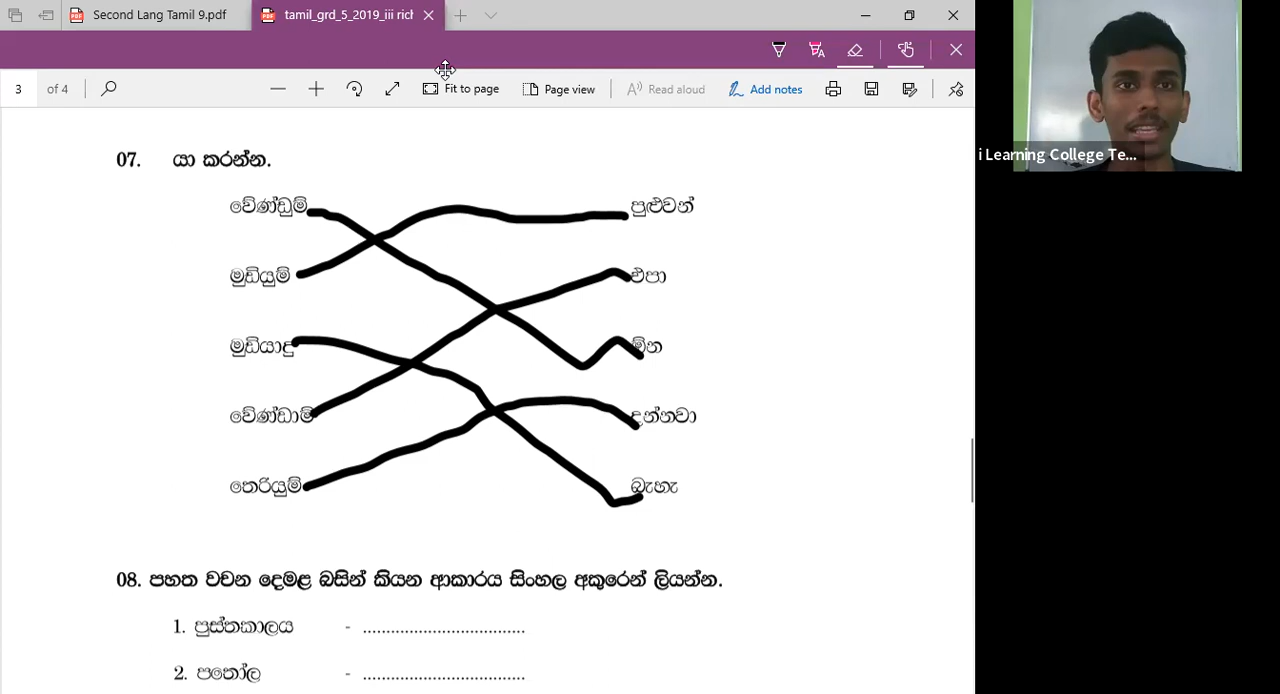 Second Lang Tamil 9.pdf
tamil_grd_5_2019_iii rich
3 of 4
Fit to page
Page view
Read aloud
Add notes
i Learning College Te...
07. යා කරන්න.
වේණ්ඩුම් පුළුවන්
මුඩියුම් එපා
මුඩියාදු ඕන
වේණ්ඩාම් දන්නවා
තෙරියුම් බැහැ
08. පහත වචන දෙමළ බසින් කියන ආකාරය සිංහල අකුරෙන් ලියන්න.
1. පුස්තකාලය - ..................................
2. පතෝල - ..................................